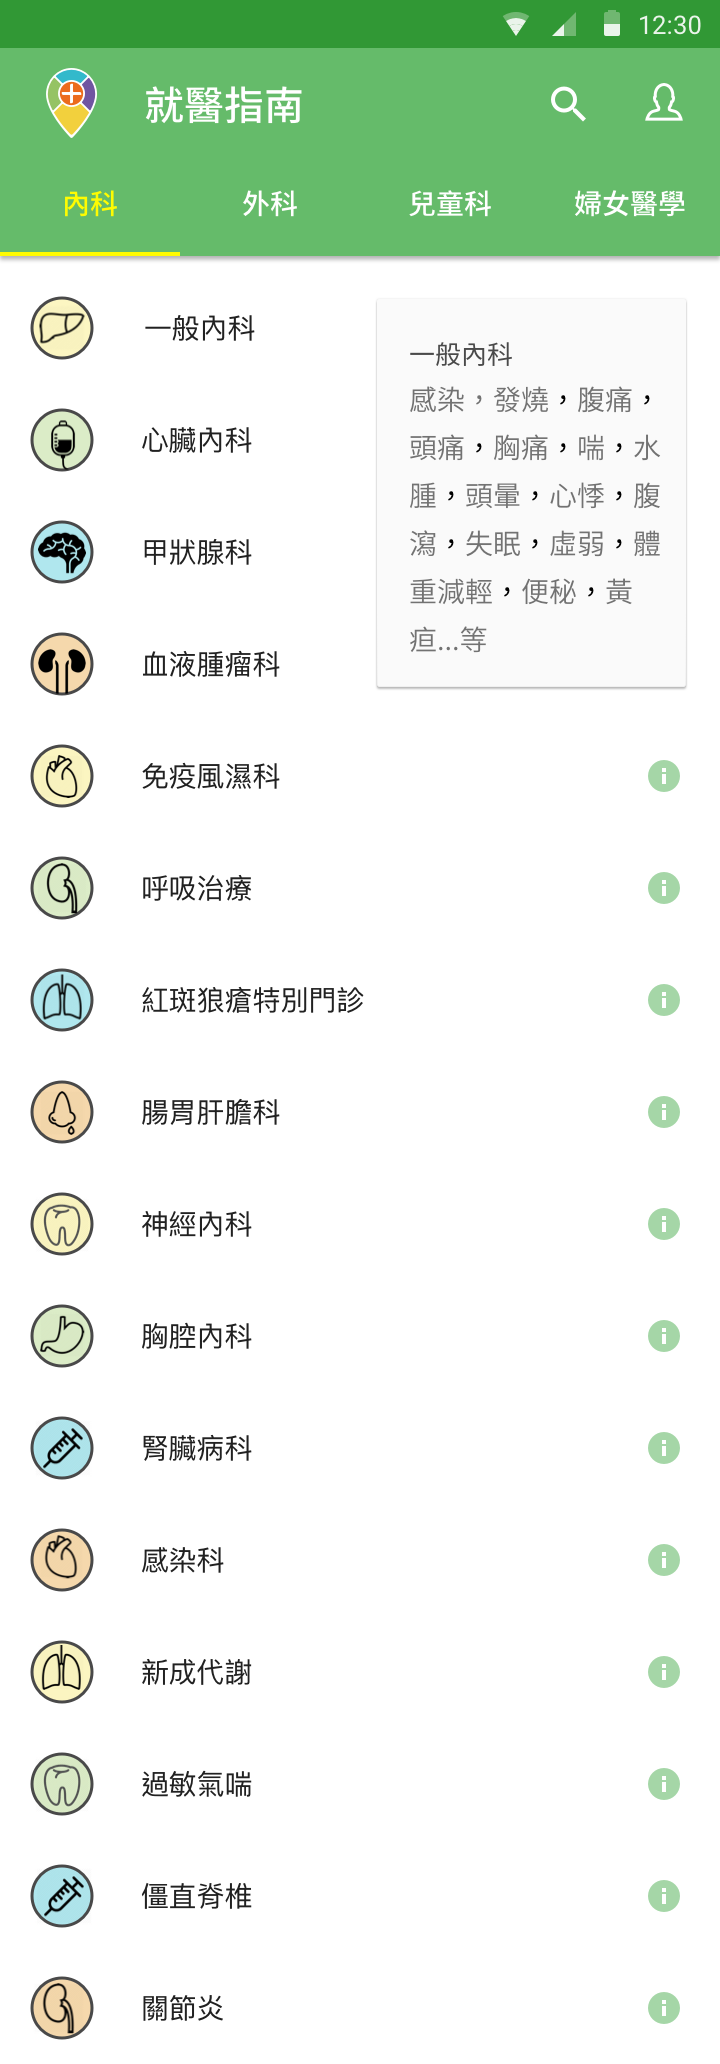 12:30
就醫指南
內科
外科
兒童科
婦女醫學
一般內科
心臟內科
甲狀腺科
血液腫瘤科
一般內科
感染，發燒，腹痛，
頭痛，胸痛，喘，水
腫，頭暈，心悸，腹
瀉，失眠，虛弱，體
重減輕，便秘，黃
疸...等
免疫風濕科
呼吸治療
紅斑狼瘡特別門診
腸胃肝膽科
神經內科
胸腔內科
腎臟病科
感染科
新成代謝
過敏氣喘
僵直脊椎
關節炎